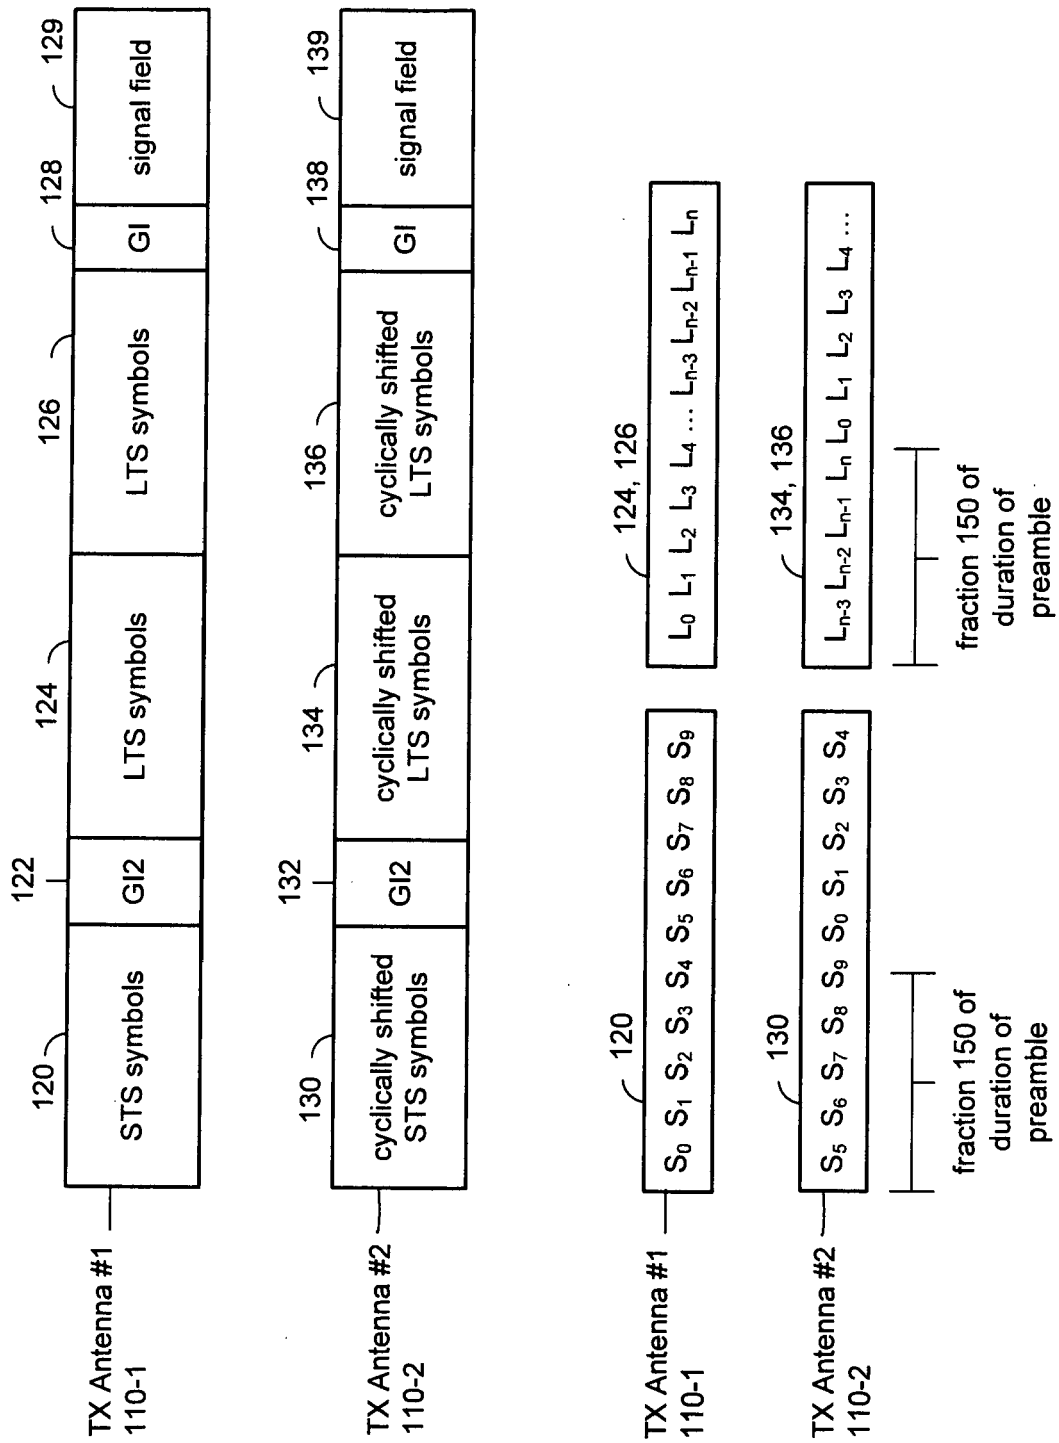 120 122 124 126 128 129
TX Antenna #1
110-1
STS symbols
GI2
LTS symbols
LTS symbols
GI
signal field
130 132 134 136 138 139
TX Antenna #2
110-2
cyclically shifted
STS symbols
GI2
cyclically shifted
LTS symbols
cyclically shifted
LTS symbols
GI
signal field
120
124, 126
TX Antenna #1
110-1
S₀ S₁ S₂ S₃ S₄ S₅ S₆ S₇ S₈ S₉
L₀ L₁ L₂ L₃ L₄ … Lₙ₋₃ Lₙ₋₂ Lₙ₋₁ Lₙ
130
134, 136
TX Antenna #2
110-2
S₅ S₆ S₇ S₈ S₉ S₀ S₁ S₂ S₃ S₄
Lₙ₋₃ Lₙ₋₂ Lₙ₋₁ Lₙ L₀ L₁ L₂ L₃ L₄ …
fraction 150 of
duration of
preamble
fraction 150 of
duration of
preamble